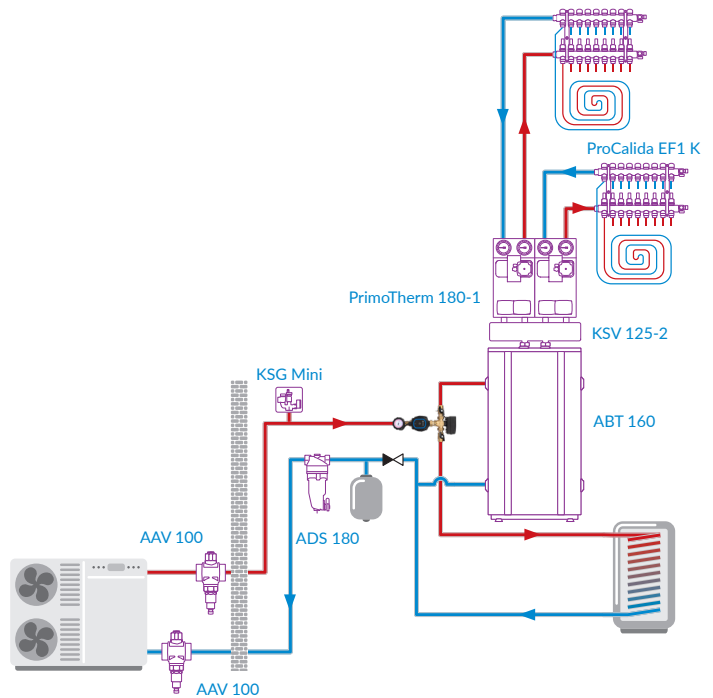 ProCalida EF1 K
PrimoTherm 180-1
KSV 125-2
KSG Mini
ABT 160
AAV 100
ADS 180
AAV 100